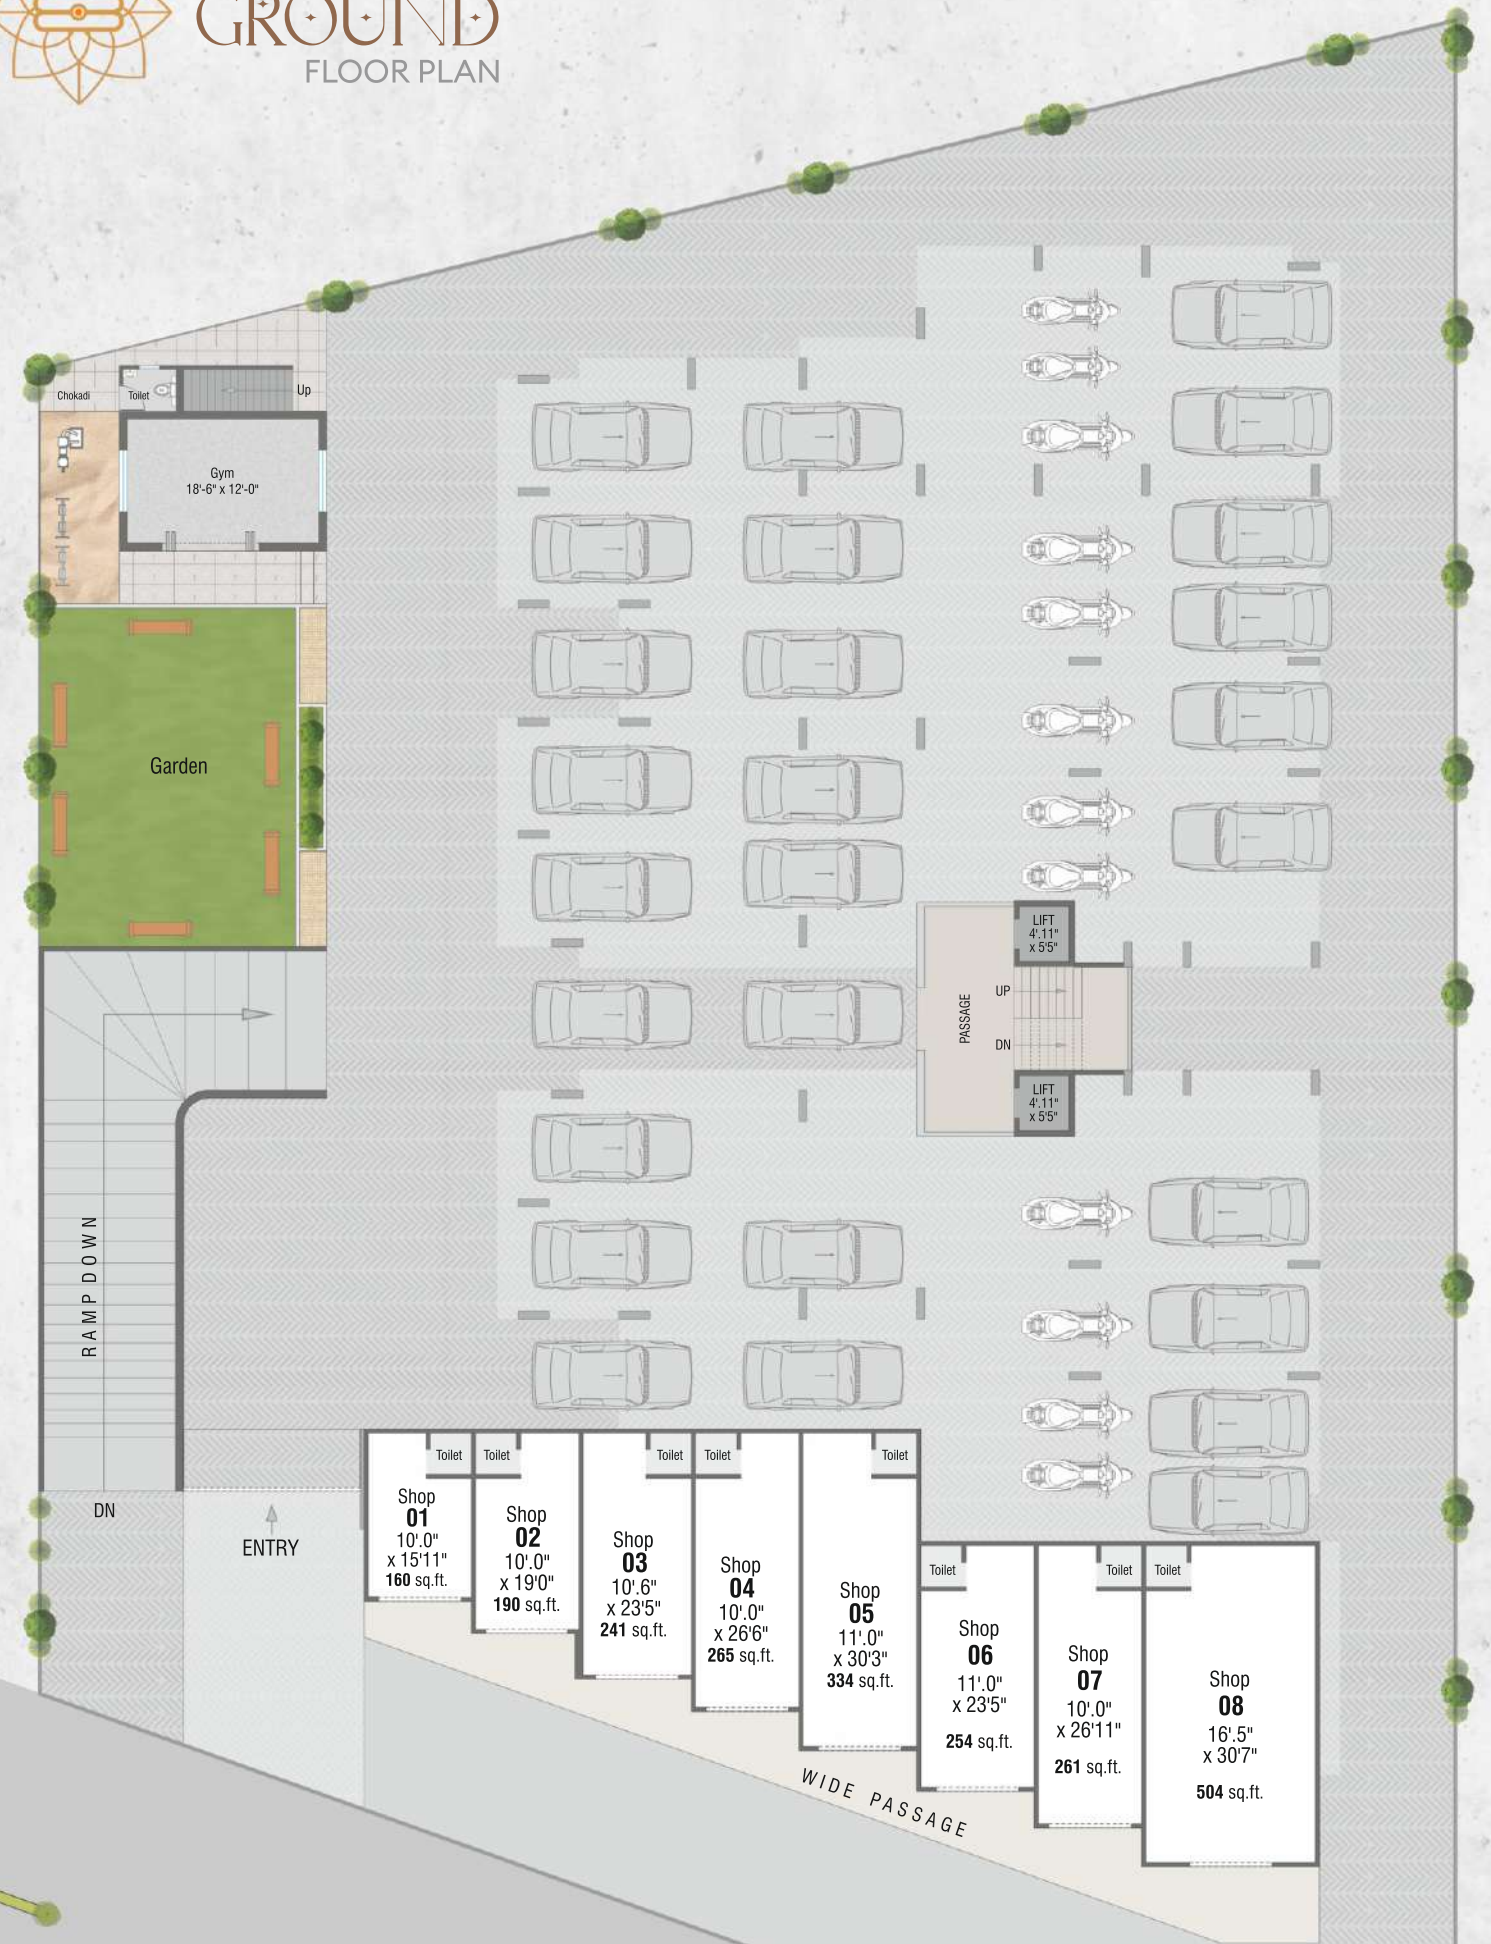 GROUND
FLOOR PLAN
Chokadi
Toilet
Up
Gym
18'-6" x 12'-0"
Garden
LIFT
4'.11"
x 5'5"
UP
PASSAGE
DN
LIFT
4'.11"
x 5'5"
RAMP DOWN
DN
ENTRY
Toilet
Toilet
Toilet
Toilet
Toilet
Shop
01
10'.0"
x 15'11"
160 sq.ft.
Shop
02
10'.0"
x 19'0"
190 sq.ft.
Shop
03
10'.6"
x 23'5"
241 sq.ft.
Shop
04
10'.0"
x 26'6"
265 sq.ft.
Shop
05
11'.0"
x 30'3"
334 sq.ft.
Toilet
Toilet
Toilet
Shop
06
11'.0"
x 23'5"
254 sq.ft.
Shop
07
10'.0"
x 26'11"
261 sq.ft.
Shop
08
16'.5"
x 30'7"
504 sq.ft.
WIDE PASSAGE